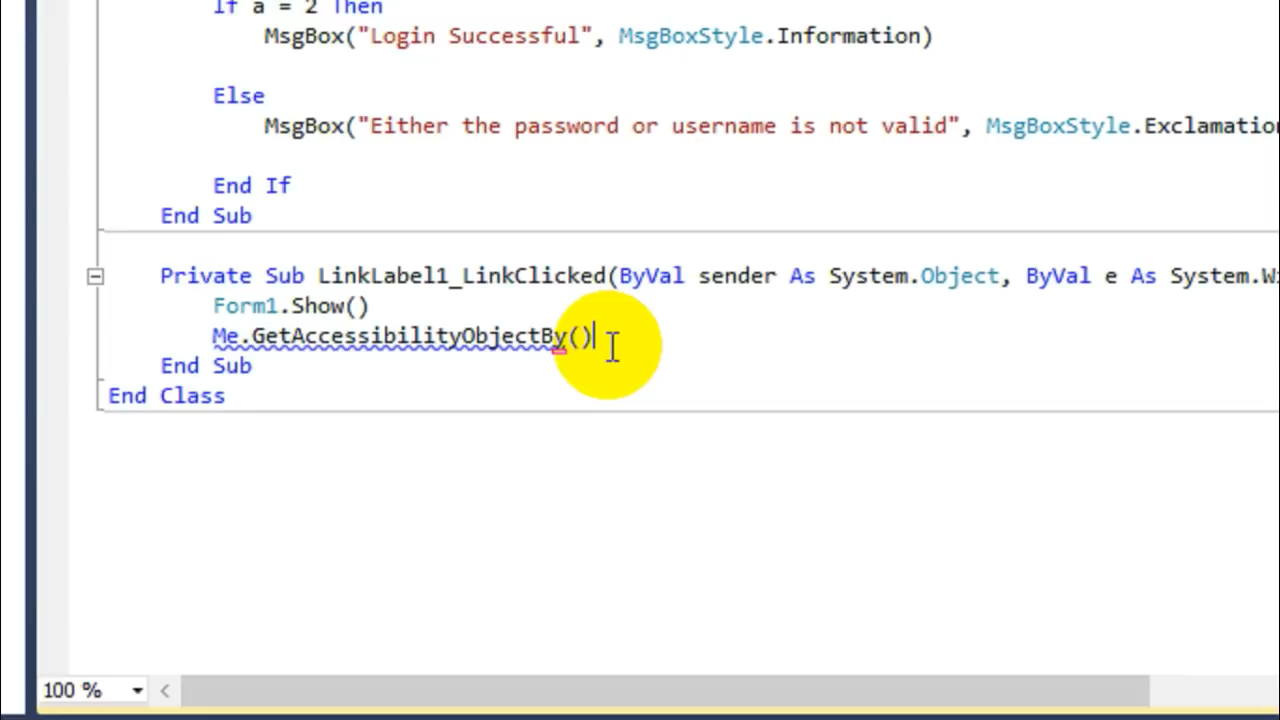 If a = 2 Then
MsgBox("Login Successful", MsgBoxStyle.Information)
Else
MsgBox("Either the password or username is not valid", MsgBoxStyle.Exclamatio
End If
End Sub
Private Sub LinkLabel1_LinkClicked(ByVal sender As System.Object, ByVal e As System.Wi
Form1.Show()
Me.GetAccessibilityObjectBy()
End Sub
End Class
100 %